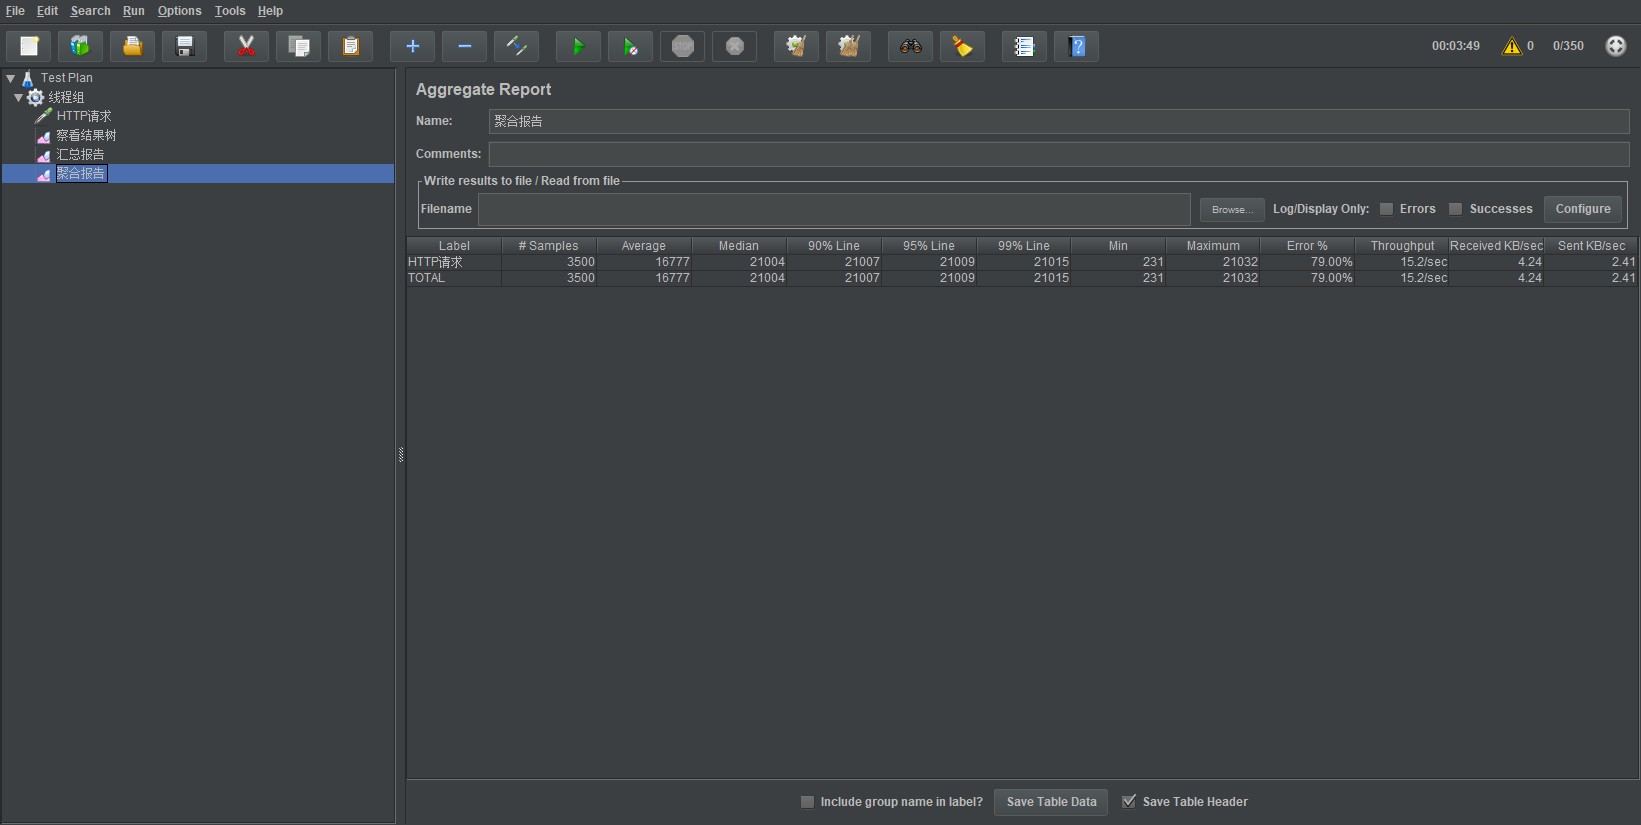 File Edit Search Run Options Tools Help
00:03:49 0 0/350
Test Plan
线程组
HTTP请求
察看结果树
汇总报告
聚合报告
Aggregate Report
Name: 聚合报告
Comments:
Write results to file / Read from file
Filename Browse... Log/Display Only: Errors Successes Configure
Label # Samples Average Median 90% Line 95% Line 99% Line Min Maximum Error % Throughput Received KB/sec Sent KB/sec
HTTP请求 3500 16777 21004 21007 21009 21015 231 21032 79.00% 15.2/sec 4.24 2.41
TOTAL 3500 16777 21004 21007 21009 21015 231 21032 79.00% 15.2/sec 4.24 2.41
Include group name in label? Save Table Data Save Table Header